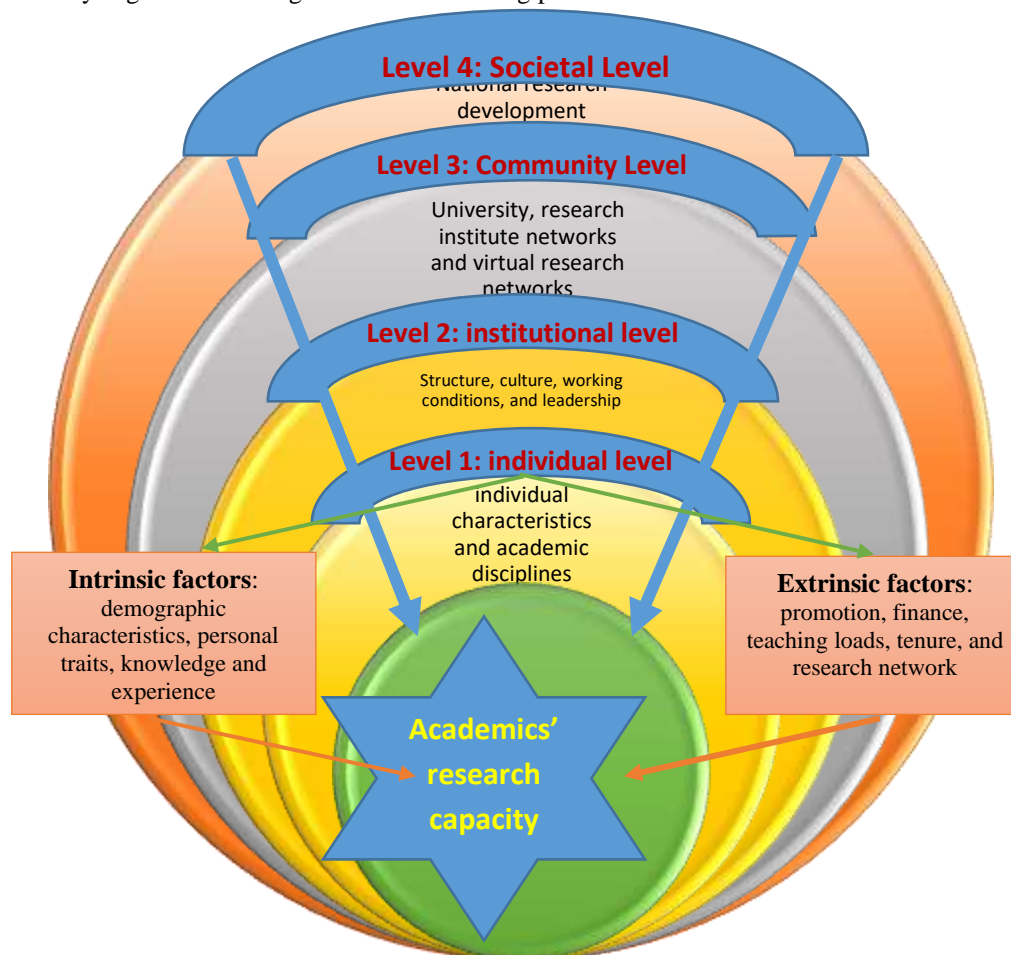 Level 4: Societal Level
National research
development
Level 3: Community Level
University, research
institute networks
and virtual research
networks
Level 2: institutional level
Structure, culture, working
conditions, and leadership
Level 1: individual level
individual
characteristics
and academic
disciplines
Intrinsic factors:
demographic
characteristics, personal
traits, knowledge and
experience
Extrinsic factors:
promotion, finance,
teaching loads, tenure, and
research network
Academics’
research
capacity